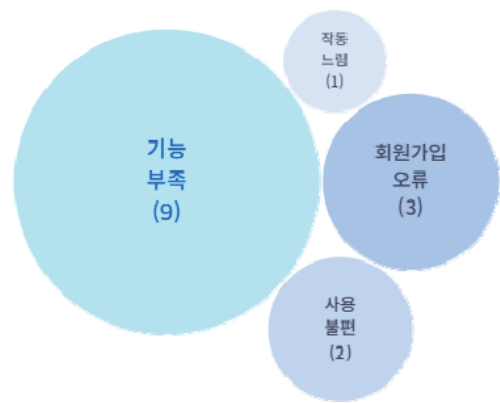 기능
부족
(9)
작동
느림
(1)
회원가입
오류
(3)
사용
불편
(2)